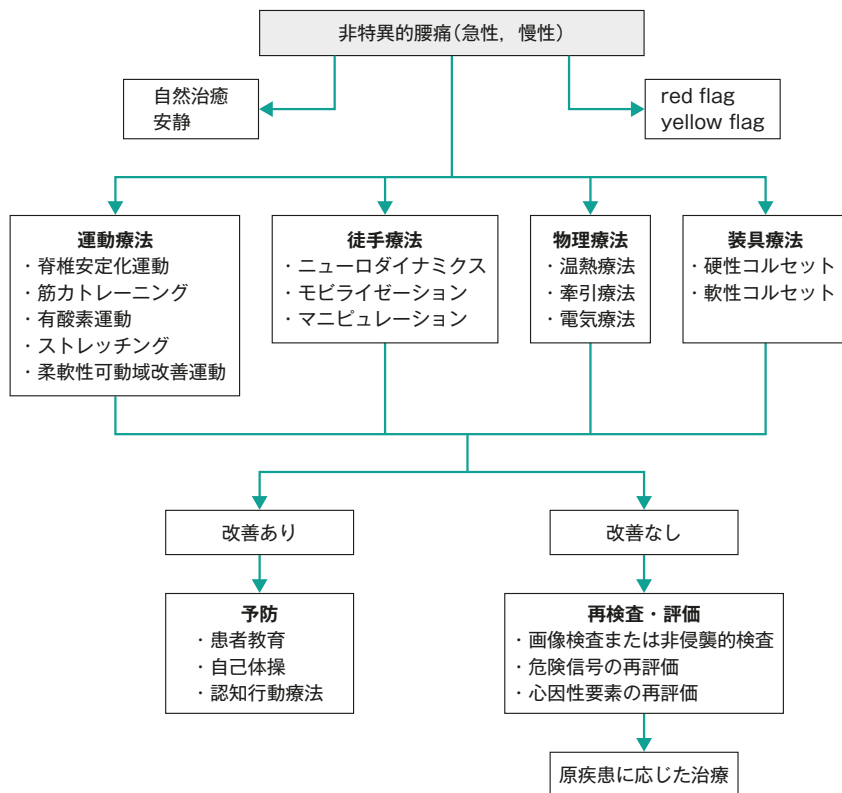 非特異的腰痛(急性，慢性)
自然治癒
安静
red flag
yellow flag
運動療法
・脊椎安定化運動
・筋力トレーニング
・有酸素運動
・ストレッチング
・柔軟性可動域改善運動
徒手療法
・ニューロダイナミクス
・モビライゼーション
・マニピュレーション
物理療法
・温熱療法
・牽引療法
・電気療法
装具療法
・硬性コルセット
・軟性コルセット
改善あり
改善なし
予防
・患者教育
・自己体操
・認知行動療法
再検査・評価
・画像検査または非侵襲的検査
・危険信号の再評価
・心因性要素の再評価
原疾患に応じた治療